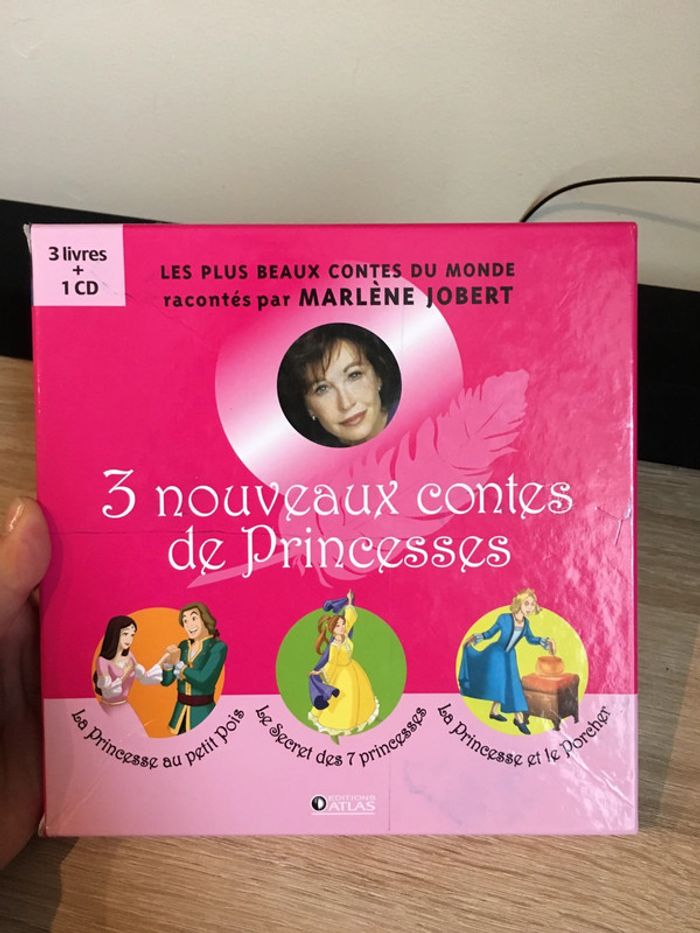 3 livres
+
1 CD
LES PLUS BEAUX CONTES DU MONDE
racontés par MARLÈNE JOBERT
3 nouveaux contes
de Princesses
La Princesse au petit Pois
Le Secret des 7 princesses
La Princesse et le Porcher
EDITIONS
ATLAS